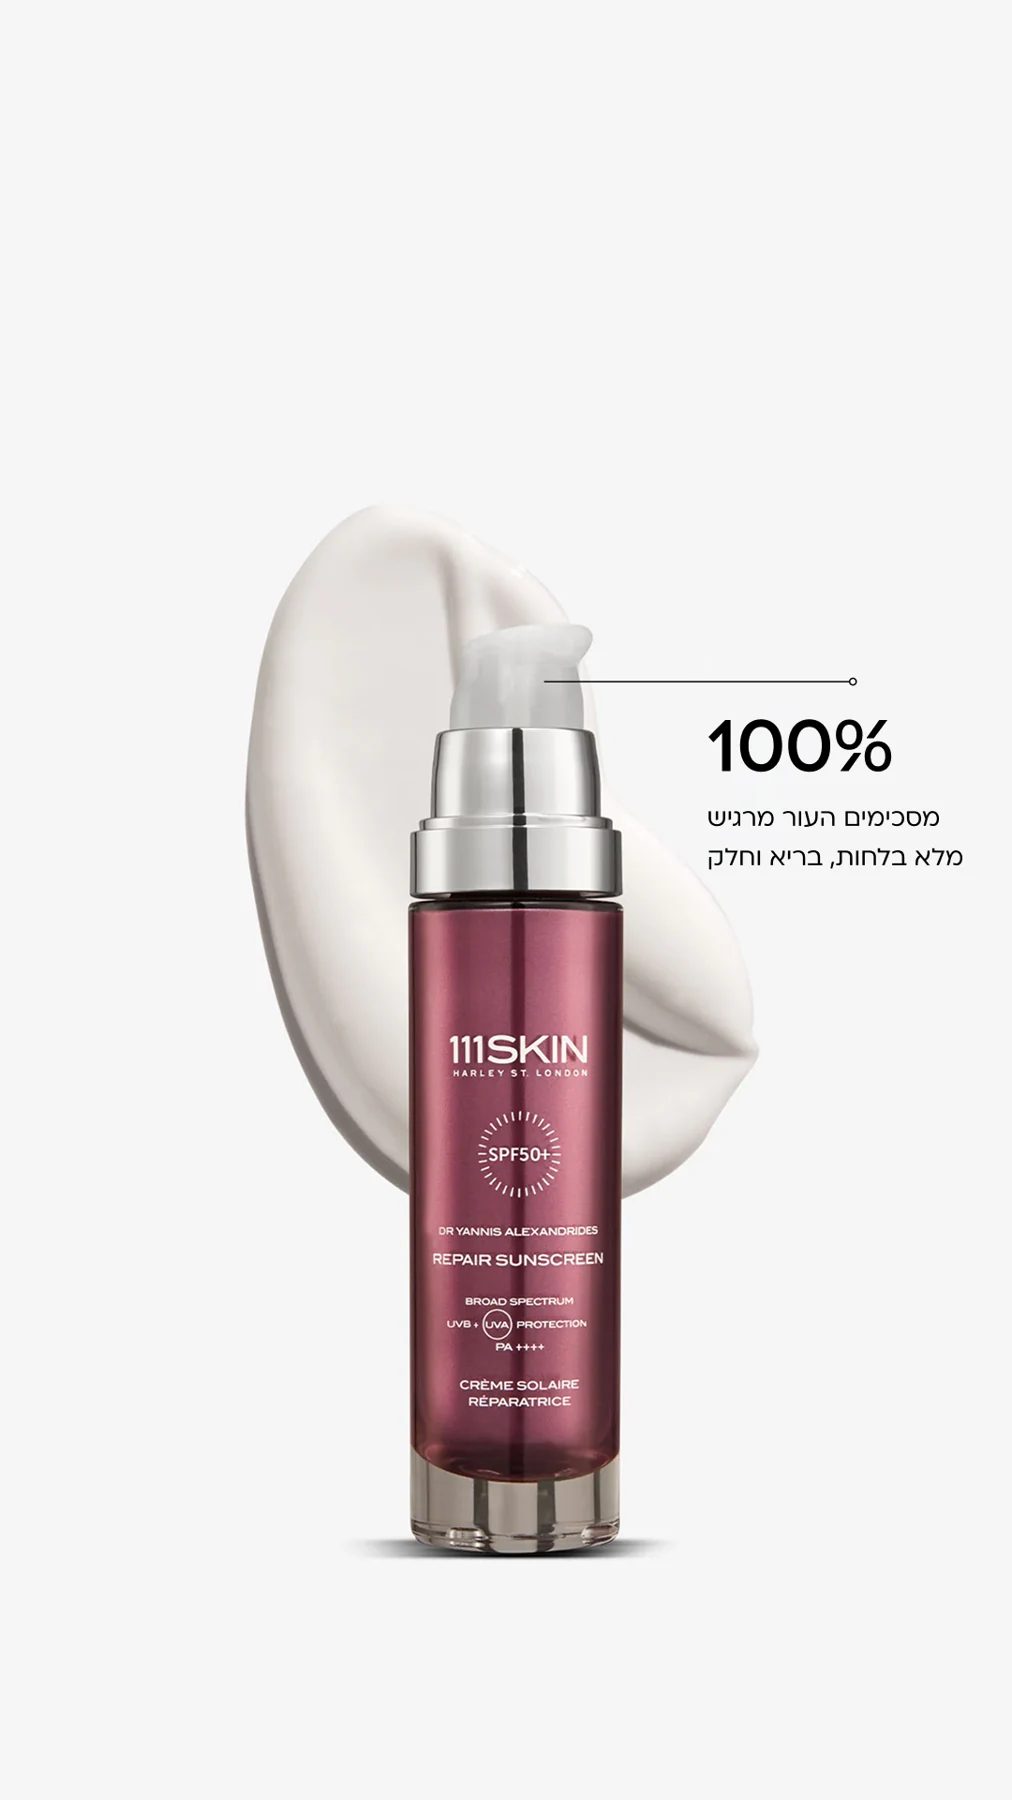 100%
מסכימים העור מרגיש
מלא בלחות, בריא וחלק
111SKIN
HARLEY ST. LONDON
SPF50+
DR YANNIS ALEXANDRIDES
REPAIR SUNSCREEN
BROAD SPECTRUM
UVB + UVA PROTECTION
PA ++++
CRÈME SOLAIRE
RÉPARATRICE